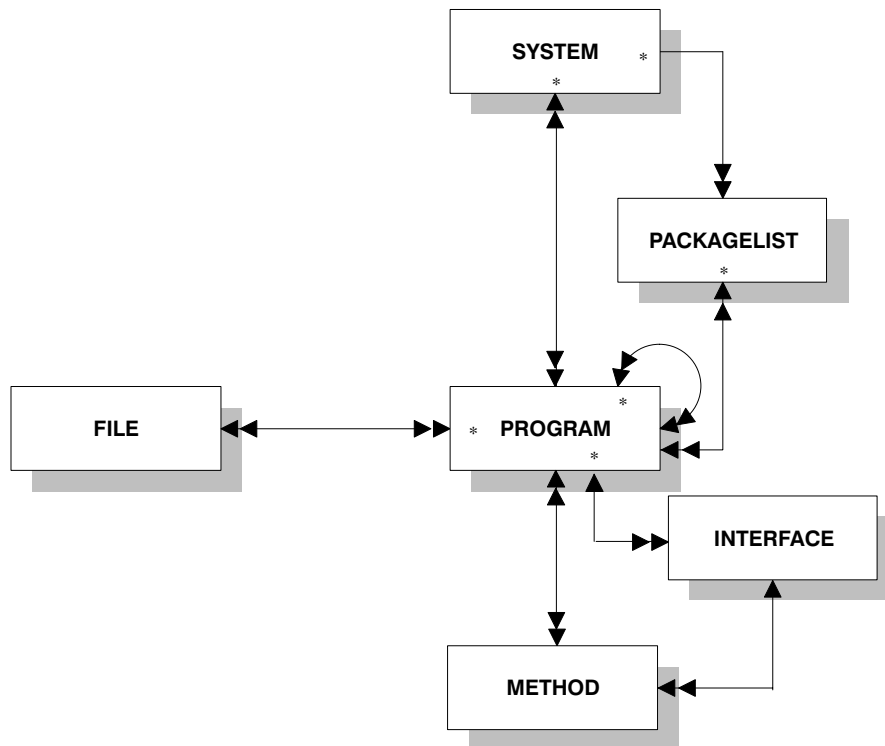 SYSTEM *
*
PACKAGELIST
*
*
FILE
* PROGRAM
*
INTERFACE
METHOD